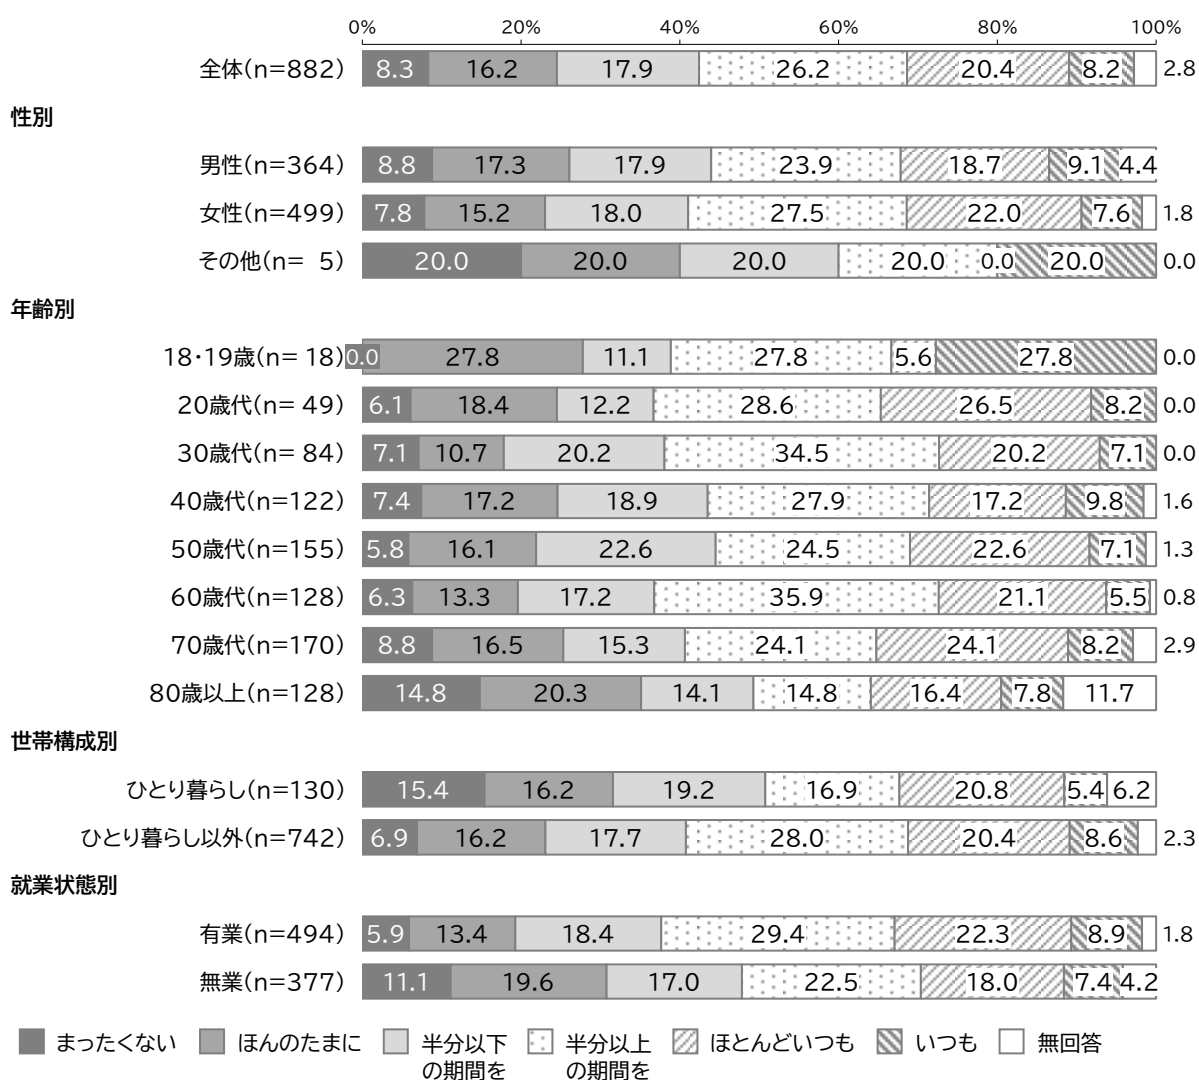 0% 20% 40% 60% 80% 100%
全体(n=882) 8.3 16.2 17.9 26.2 20.4 8.2 2.8
性別
男性(n=364) 8.8 17.3 17.9 23.9 18.7 9.1 4.4
女性(n=499) 7.8 15.2 18.0 27.5 22.0 7.6 1.8
その他(n= 5) 20.0 20.0 20.0 20.0 0.0 20.0 0.0
年齢別
18・19歳(n= 18) 0.0 27.8 11.1 27.8 5.6 27.8 0.0
20歳代(n= 49) 6.1 18.4 12.2 28.6 26.5 8.2 0.0
30歳代(n= 84) 7.1 10.7 20.2 34.5 20.2 7.1 0.0
40歳代(n=122) 7.4 17.2 18.9 27.9 17.2 9.8 1.6
50歳代(n=155) 5.8 16.1 22.6 24.5 22.6 7.1 1.3
60歳代(n=128) 6.3 13.3 17.2 35.9 21.1 5.5 0.8
70歳代(n=170) 8.8 16.5 15.3 24.1 24.1 8.2 2.9
80歳以上(n=128) 14.8 20.3 14.1 14.8 16.4 7.8 11.7
世帯構成別
ひとり暮らし(n=130) 15.4 16.2 19.2 16.9 20.8 5.4 6.2
ひとり暮らし以外(n=742) 6.9 16.2 17.7 28.0 20.4 8.6 2.3
就業状態別
有業(n=494) 5.9 13.4 18.4 29.4 22.3 8.9 1.8
無業(n=377) 11.1 19.6 17.0 22.5 18.0 7.4 4.2
まったくない ほんのたまに 半分以下 半分以上 ほとんどいつも いつも 無回答
の期間を の期間を